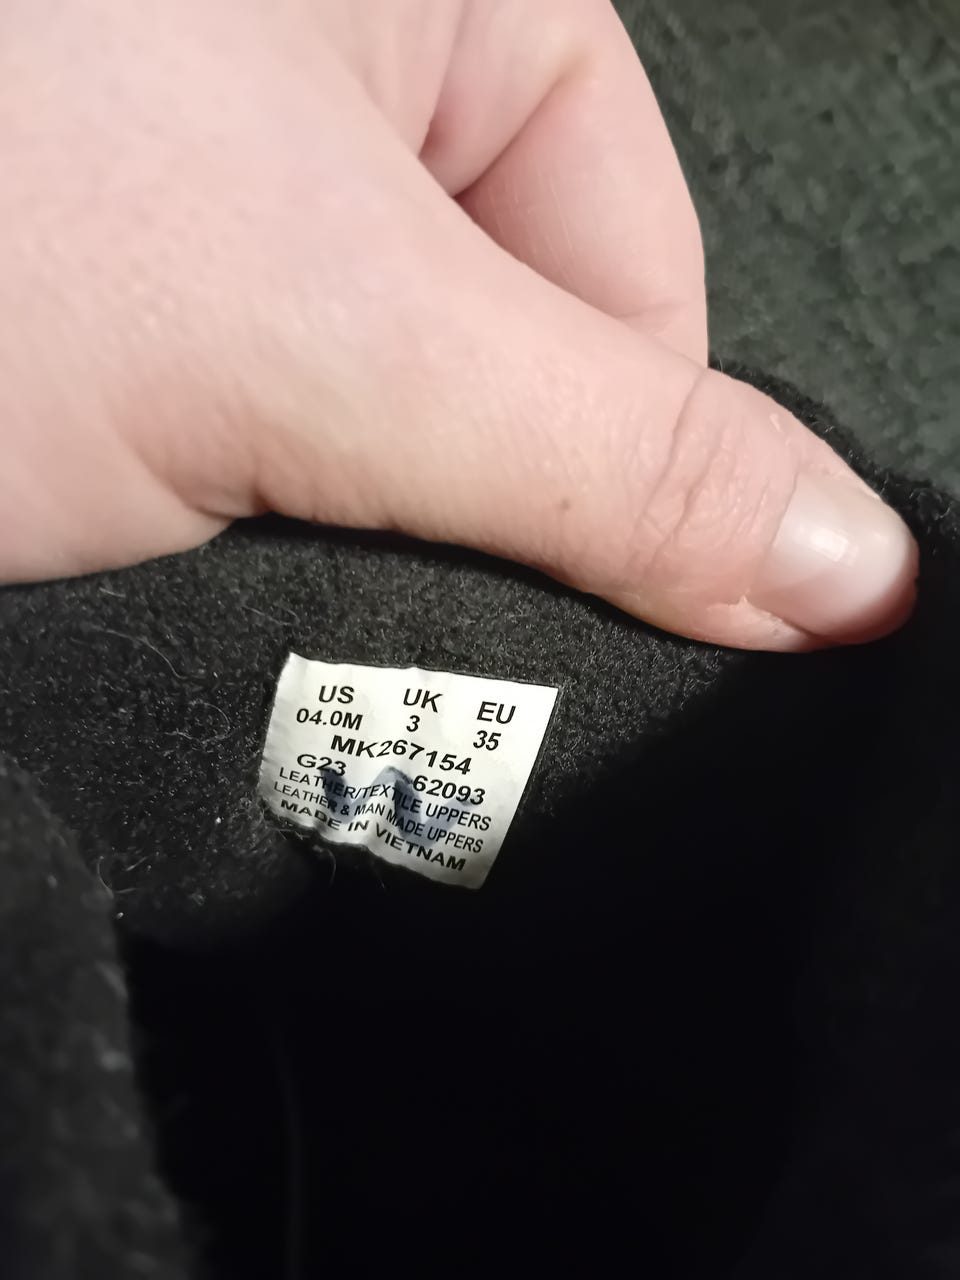 US UK EU
04.0M 3 35
MK267154
G23 62093
LEATHER/TEXTILE UPPERS
LEATHER & MAN MADE UPPERS
MADE IN VIETNAM